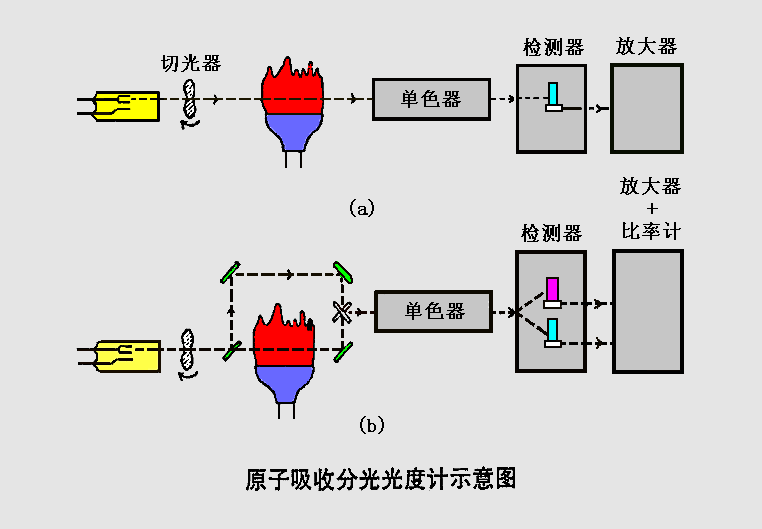 切光器
检测器
放大器
单色器
(a)
放大器
+
比率计
检测器
单色器
(b)
原子吸收分光光度计示意图